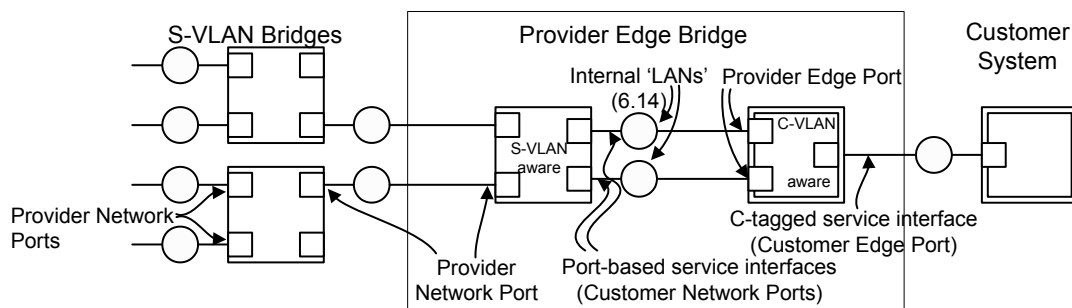 S-VLAN Bridges
Provider Edge Bridge
Customer
System
Internal ‘LANs’
(6.14)
Provider Edge Port
S-VLAN
aware
C-VLAN
aware
Provider Network
Ports
Provider
Network Port
Port-based service interfaces
(Customer Network Ports)
C-tagged service interface
(Customer Edge Port)